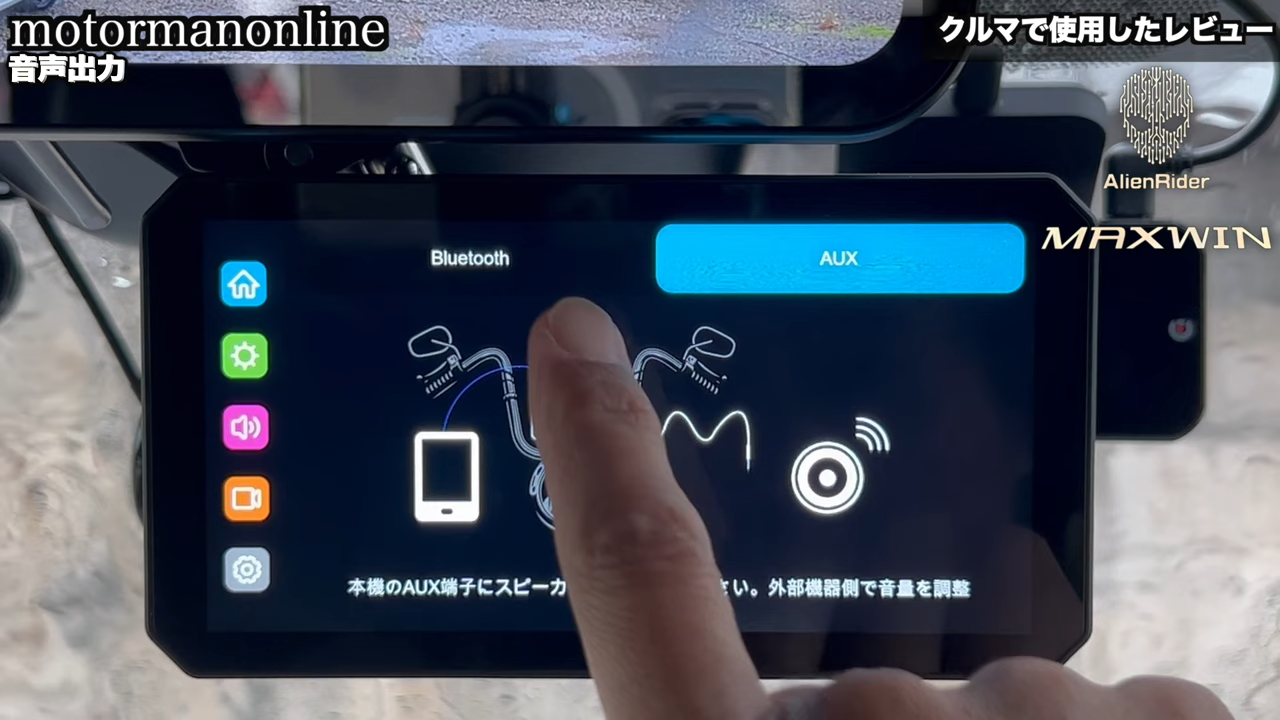 motormanonline
音声出力
クルマで使用したレビュー
AlienRider
MAXWIN
Bluetooth
AUX
本機のAUX端子にスピーカ
さい。外部機器側で音量を調整